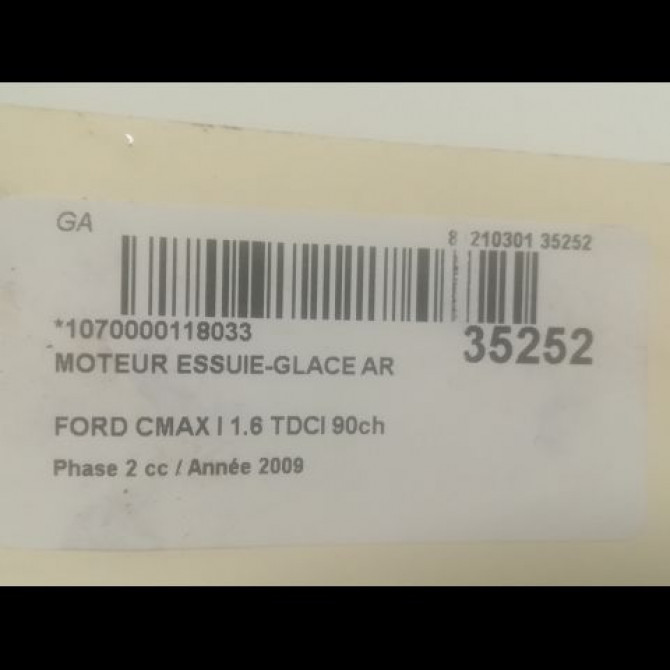 GA
8 210301 35252
*1070000118033
35252
MOTEUR ESSUIE-GLACE AR
FORD CMAX I 1.6 TDCI 90ch
Phase 2 cc / Année 2009